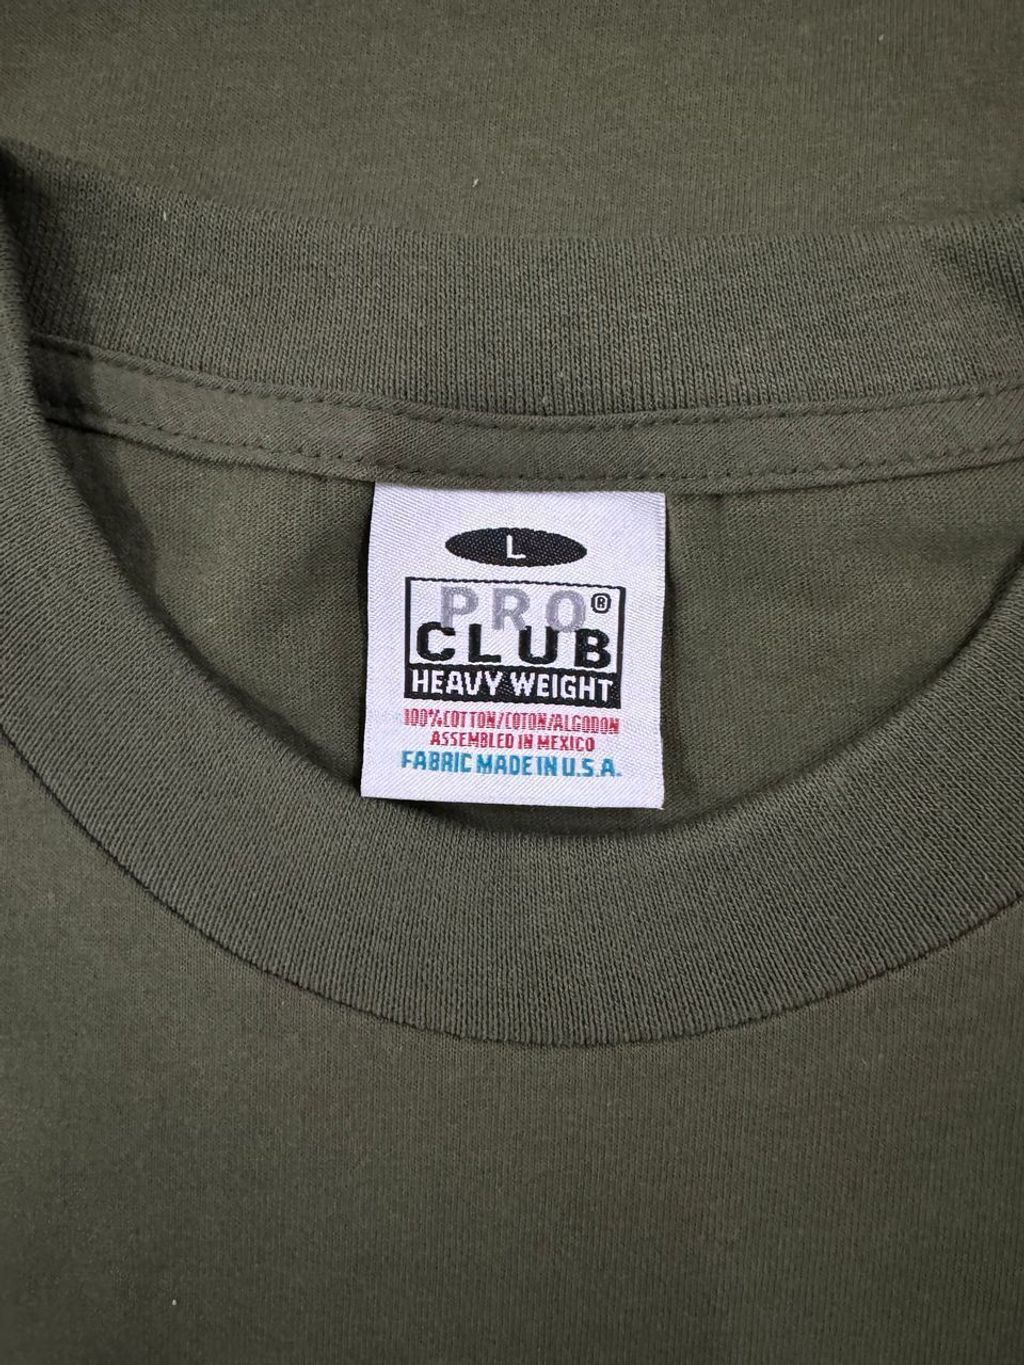 L
PRO®
CLUB
HEAVY WEIGHT
100%COTTON/COTON/ALGODON
ASSEMBLED IN MEXICO
FABRIC MADE IN U.S.A.